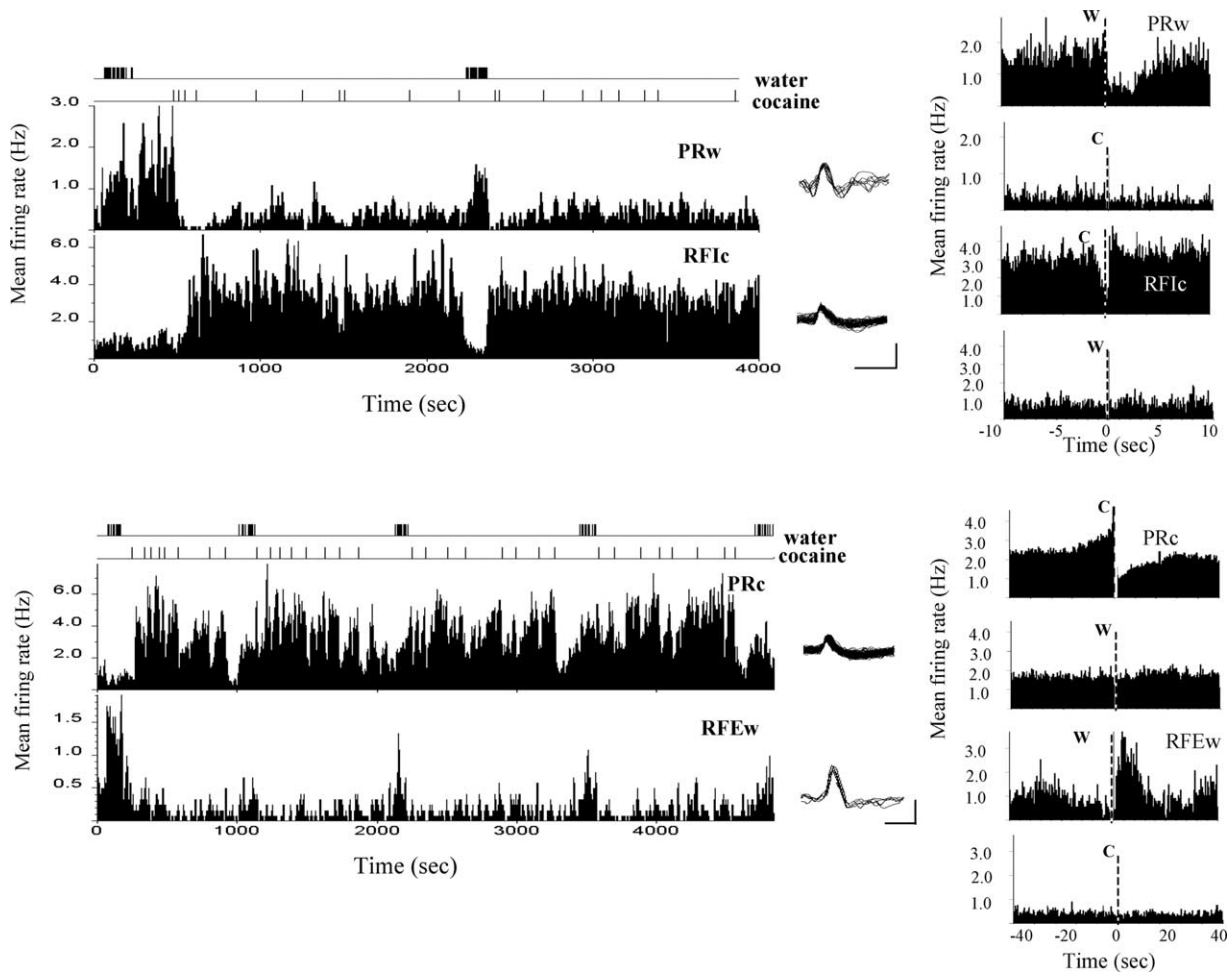 water
cocaine
Mean firing rate (Hz)
3.0
2.0
1.0
PRw
6.0
4.0
2.0
RFIc
0 1000 2000 3000 4000
Time (sec)
Mean firing rate (Hz)
W
PRw
2.0
1.0
C
2.0
1.0
C
4.0
3.0
2.0
1.0
RFIc
W
4.0
3.0
2.0
1.0
-10 -5 0 5 10
Time (sec)
water
cocaine
Mean firing rate (Hz)
PRc
6.0
4.0
2.0
RFEw
1.5
1.0
0.5
0 1000 2000 3000 4000
Time (sec)
Mean firing rate (Hz)
C
PRc
4.0
3.0
2.0
1.0
W
4.0
3.0
2.0
1.0
W
RFEw
3.0
2.0
1.0
C
3.0
2.0
1.0
-40 -20 0 20 40
Time (sec)